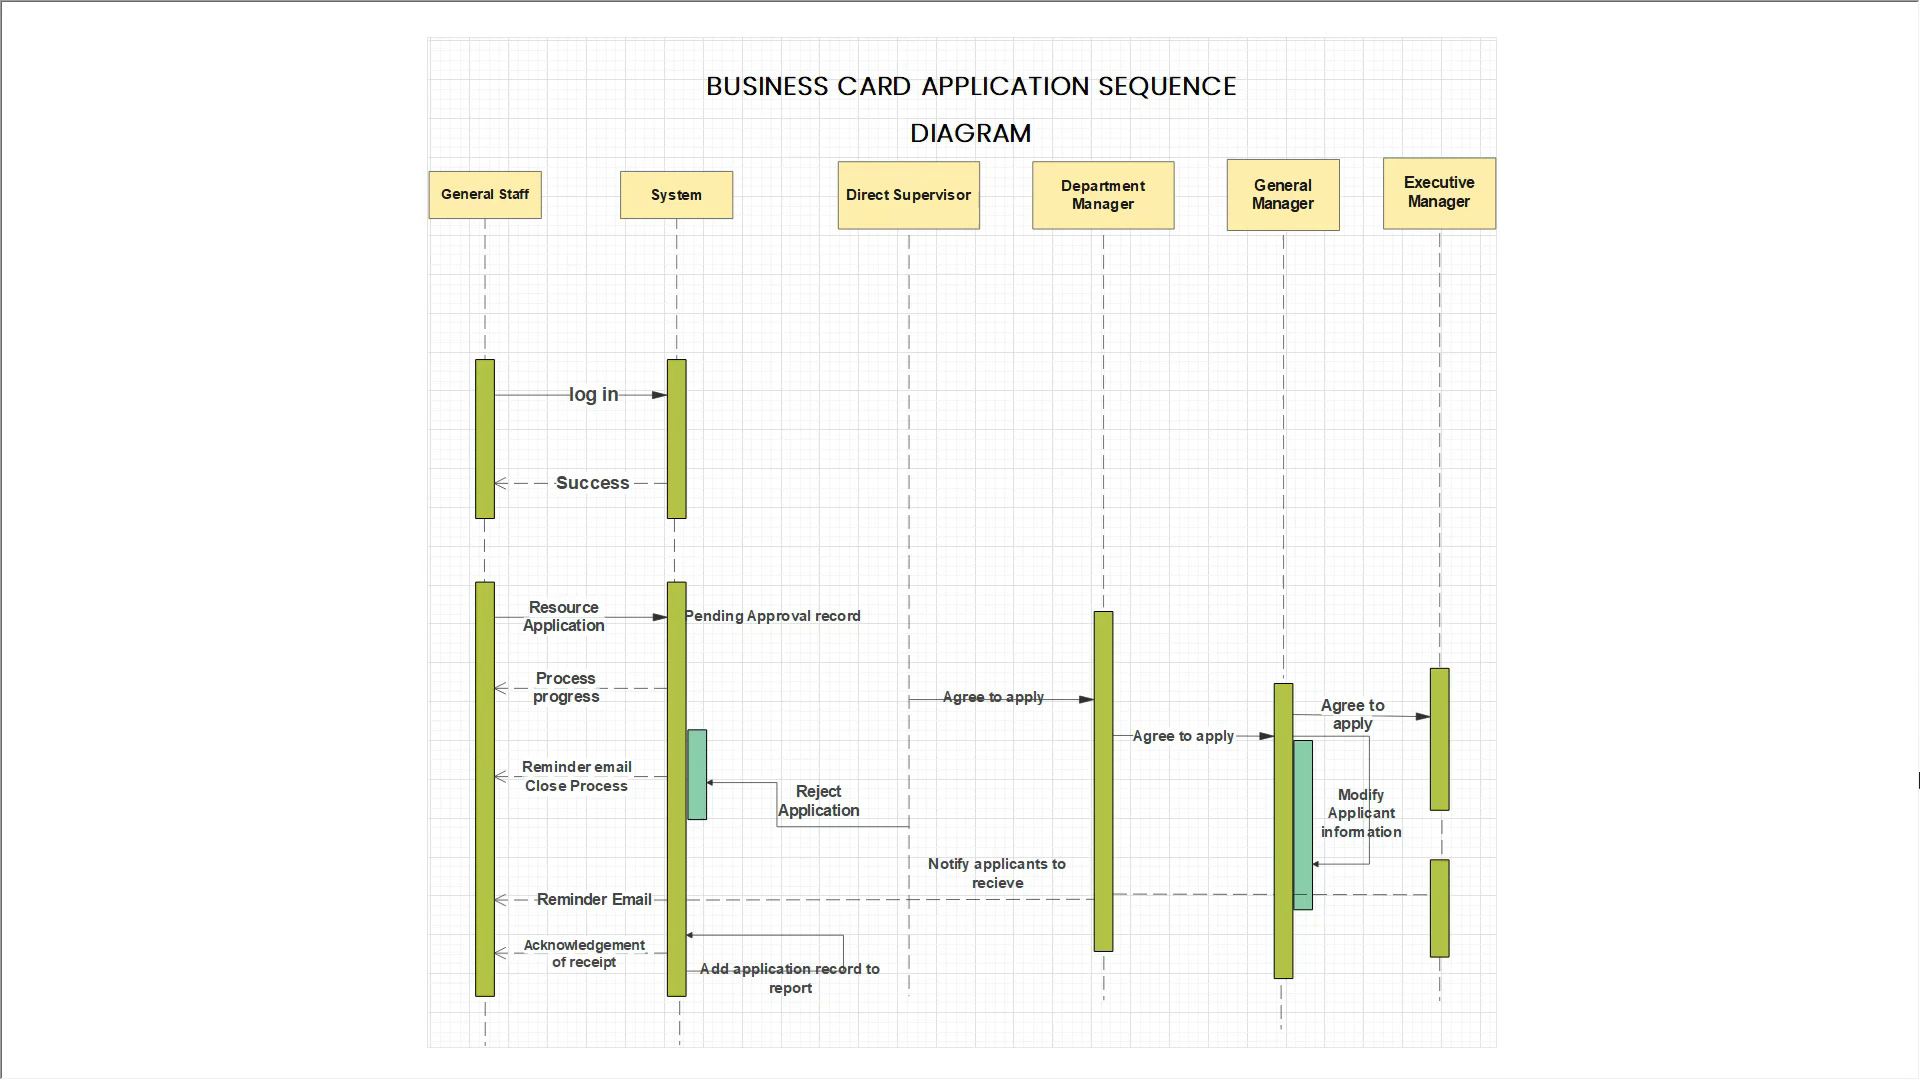 BUSINESS CARD APPLICATION SEQUENCE
DIAGRAM
General Staff
System
Direct Supervisor
Department
Manager
General
Manager
Executive
Manager
log in
Success
Resource
Application
Pending Approval record
Process
progress
Agree to apply
Agree to apply
Agree to
apply
Reminder email
Close Process
Reject
Application
Modify
Applicant
information
Notify applicants to
recieve
Reminder Email
Acknowledgement
of receipt
Add application record to
report